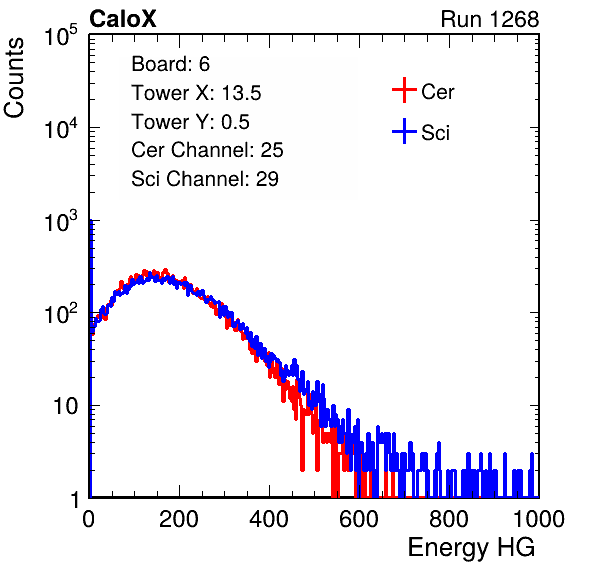 CaloX Run 1268
Counts
Board: 6
Tower X: 13.5
Tower Y: 0.5
Cer Channel: 25
Sci Channel: 29
Cer
Sci
10^5
10^4
10^3
10^2
10
1
0 200 400 600 800 1000
Energy HG